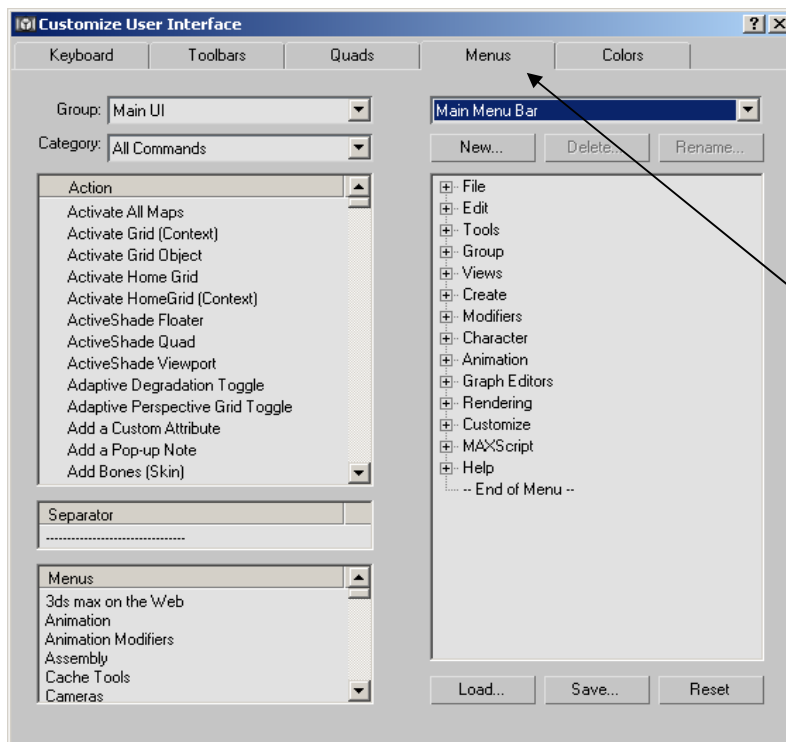 Customize User Interface
Keyboard Toolbars Quads Menus Colors
Group: Main UI
Category: All Commands
Action
Activate All Maps
Activate Grid (Context)
Activate Grid Object
Activate Home Grid
Activate HomeGrid (Context)
ActiveShade Floater
ActiveShade Quad
ActiveShade Viewport
Adaptive Degradation Toggle
Adaptive Perspective Grid Toggle
Add a Custom Attribute
Add a Pop-up Note
Add Bones (Skin)
Separator
---------------------------------
Menus
3ds max on the Web
Animation
Animation Modifiers
Assembly
Cache Tools
Cameras
Main Menu Bar
New... Delete... Rename...
File
Edit
Tools
Group
Views
Create
Modifiers
Character
Animation
Graph Editors
Rendering
Customize
MAXScript
Help
-- End of Menu --
Load... Save... Reset